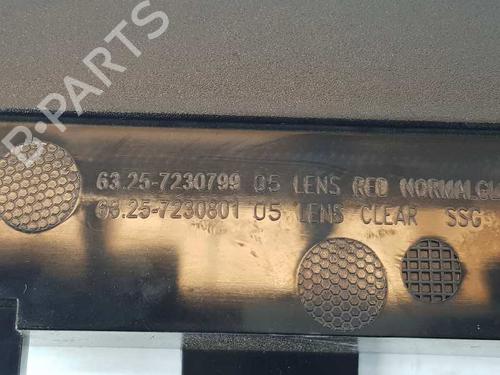 B-PARTS
63.25-7230799 05 LENS RED NORMALGL
63.25-7230801 05 LENS CLEAR SSG